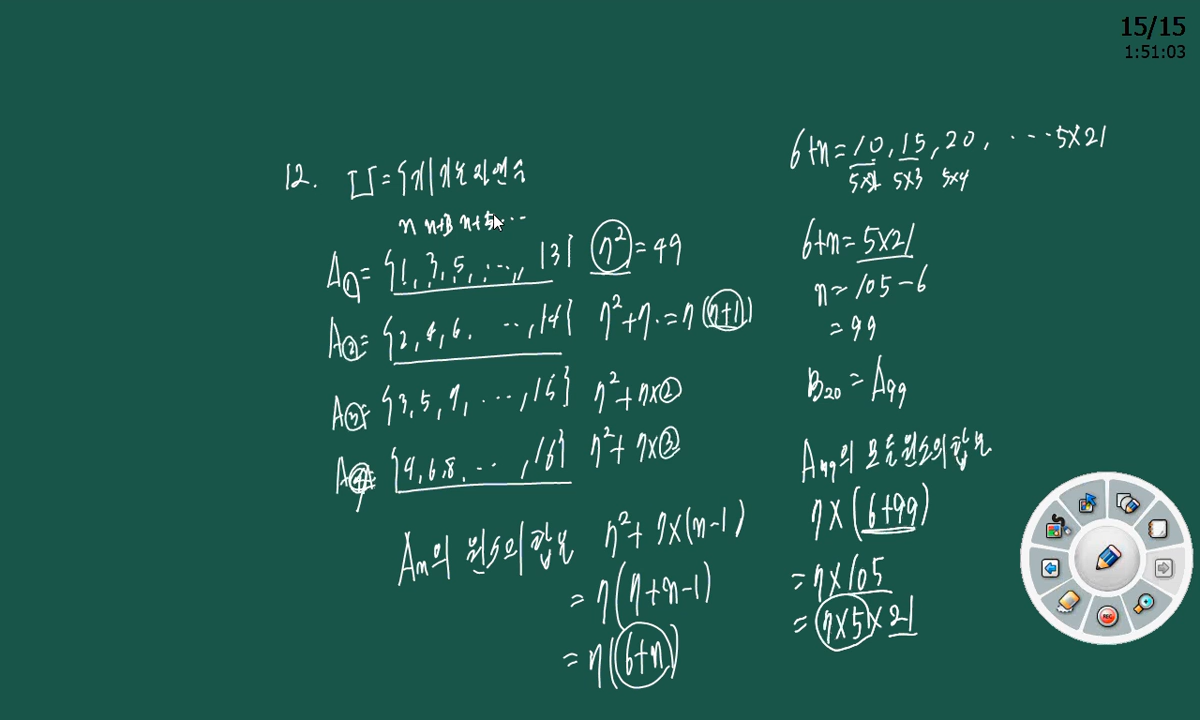 15/15
1:51:03
12. U = {x | x는 자연수
n n+3 n+5 ...
A① = {1, 3, 5, ..., 13} 7² = 49
A② = {2, 4, 6, ..., 14} 7²+7 = 7(7+1)
A③ = {3, 5, 7, ..., 15} 7²+7×②
A④ = {4, 6, 8, ..., 16} 7²+7×③
Aₙ의 원소의 합은 7²+7×(n-1)
= 7(7+n-1)
= 7(6+n)
6+n = 10, 15, 20, ... 5×21
5×2 5×3 5×4
6+n = 5×21
n = 105-6
= 99
B₂₀ = A₉₉
A₉₉의 모든 원소의 합은
7×(6+99)
= 7×105
= 7×5×21
REC